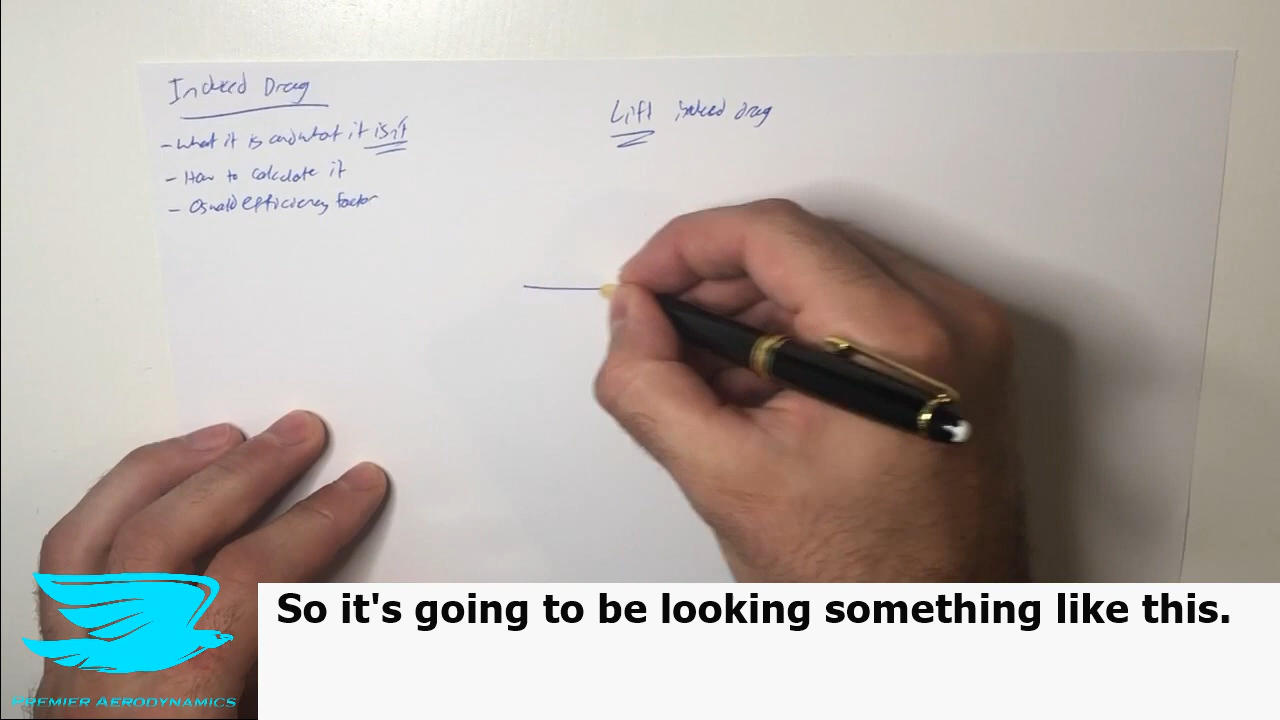 Induced Drag
- What it is and what it isn't
- How to calculate it
- Oswald efficiency factor
Lift induced drag
So it's going to be looking something like this.
PREMIER AERODYNAMICS